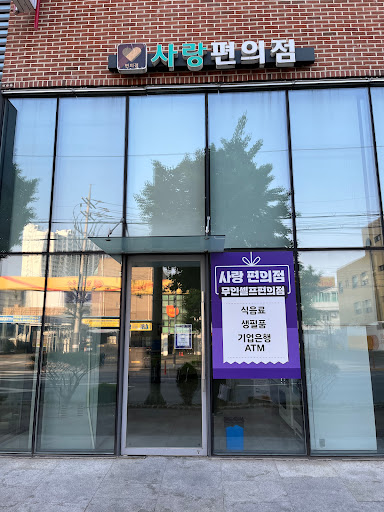 사랑편의점
사랑 편의점
무인셀프편의점
식음료
생필품
기업은행
ATM